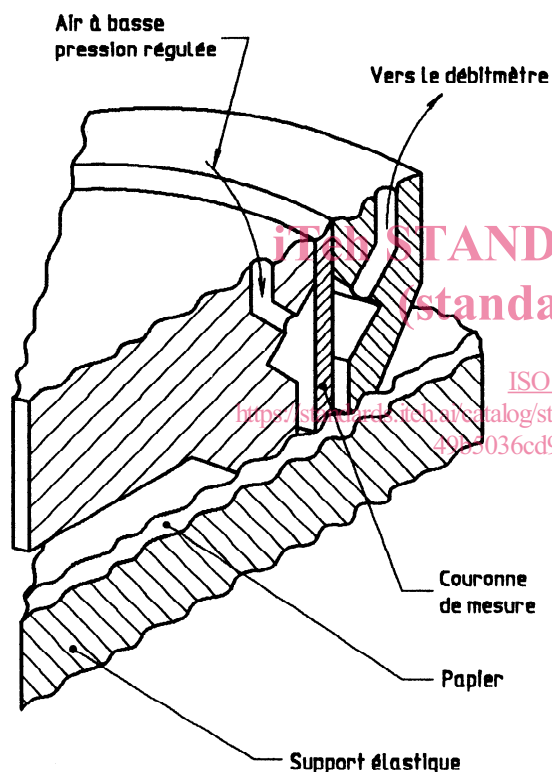 Air à basse
pression régulée
Vers le débitmètre
iTeh STAND
(standa
ISO
https://standards.iteh.ai/catalog/st
49b3036cd9
Couronne
de mesure
Papier
Support élastique